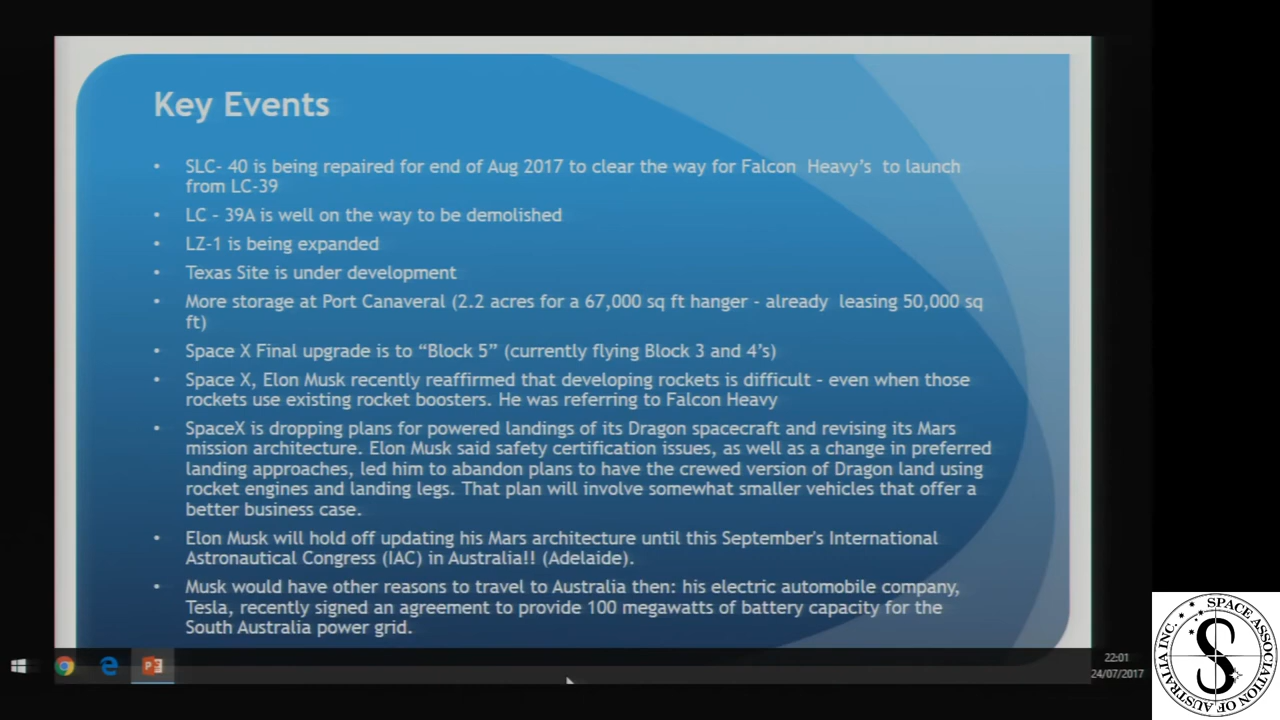 Key Events
• SLC- 40 is being repaired for end of Aug 2017 to clear the way for Falcon Heavy's to launch
from LC-39
• LC - 39A is well on the way to be demolished
• LZ-1 is being expanded
• Texas Site is under development
• More storage at Port Canaveral (2.2 acres for a 67,000 sq ft hanger - already leasing 50,000 sq
ft)
• Space X Final upgrade is to “Block 5” (currently flying Block 3 and 4's)
• Space X, Elon Musk recently reaffirmed that developing rockets is difficult - even when those
rockets use existing rocket boosters. He was referring to Falcon Heavy
• SpaceX is dropping plans for powered landings of its Dragon spacecraft and revising its Mars
mission architecture. Elon Musk said safety certification issues, as well as a change in preferred
landing approaches, led him to abandon plans to have the crewed version of Dragon land using
rocket engines and landing legs. That plan will involve somewhat smaller vehicles that offer a
better business case.
• Elon Musk will hold off updating his Mars architecture until this September's International
Astronautical Congress (IAC) in Australia!! (Adelaide).
• Musk would have other reasons to travel to Australia then: his electric automobile company,
Tesla, recently signed an agreement to provide 100 megawatts of battery capacity for the
South Australia power grid.
22:01
24/07/2017
SPACE ASSOCIATION OF AUSTRALIA INC.
S